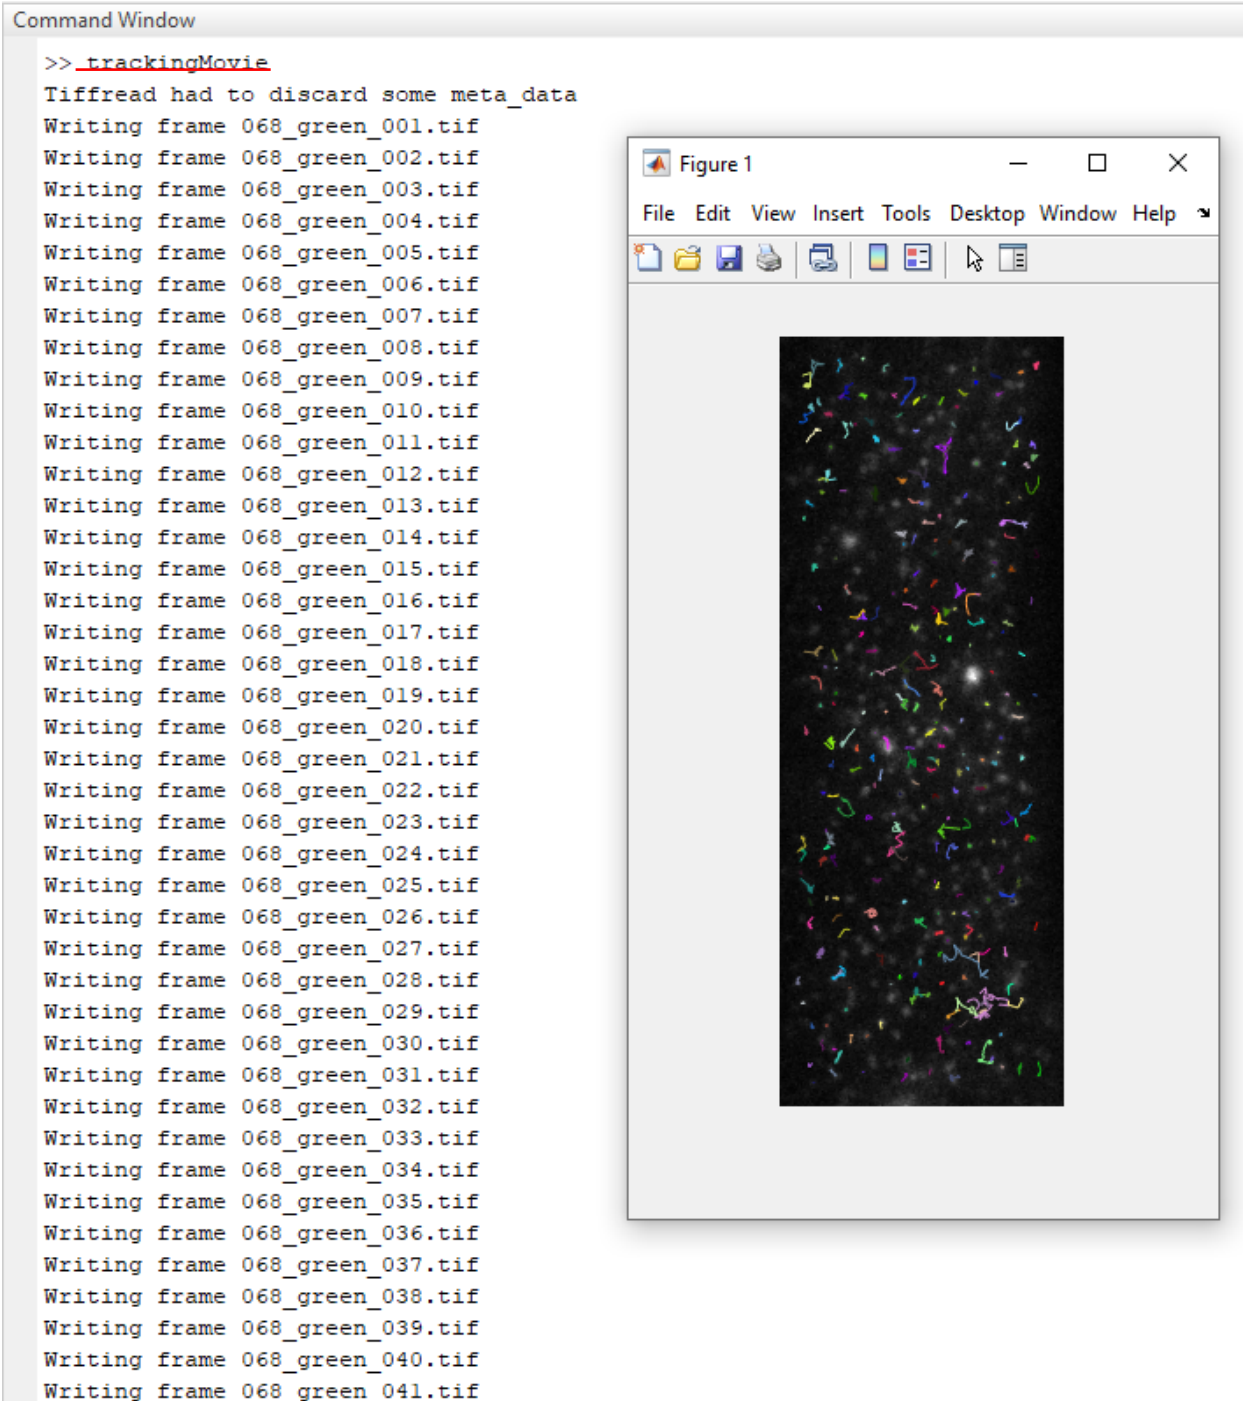 Command Window
>> trackingMovie
Tiffread had to discard some meta_data
Writing frame 068_green_001.tif
Writing frame 068_green_002.tif
Writing frame 068_green_003.tif
Writing frame 068_green_004.tif
Writing frame 068_green_005.tif
Writing frame 068_green_006.tif
Writing frame 068_green_007.tif
Writing frame 068_green_008.tif
Writing frame 068_green_009.tif
Writing frame 068_green_010.tif
Writing frame 068_green_011.tif
Writing frame 068_green_012.tif
Writing frame 068_green_013.tif
Writing frame 068_green_014.tif
Writing frame 068_green_015.tif
Writing frame 068_green_016.tif
Writing frame 068_green_017.tif
Writing frame 068_green_018.tif
Writing frame 068_green_019.tif
Writing frame 068_green_020.tif
Writing frame 068_green_021.tif
Writing frame 068_green_022.tif
Writing frame 068_green_023.tif
Writing frame 068_green_024.tif
Writing frame 068_green_025.tif
Writing frame 068_green_026.tif
Writing frame 068_green_027.tif
Writing frame 068_green_028.tif
Writing frame 068_green_029.tif
Writing frame 068_green_030.tif
Writing frame 068_green_031.tif
Writing frame 068_green_032.tif
Writing frame 068_green_033.tif
Writing frame 068_green_034.tif
Writing frame 068_green_035.tif
Writing frame 068_green_036.tif
Writing frame 068_green_037.tif
Writing frame 068_green_038.tif
Writing frame 068_green_039.tif
Writing frame 068_green_040.tif
Writing frame 068 green 041.tif
Figure 1
File Edit View Insert Tools Desktop Window Help